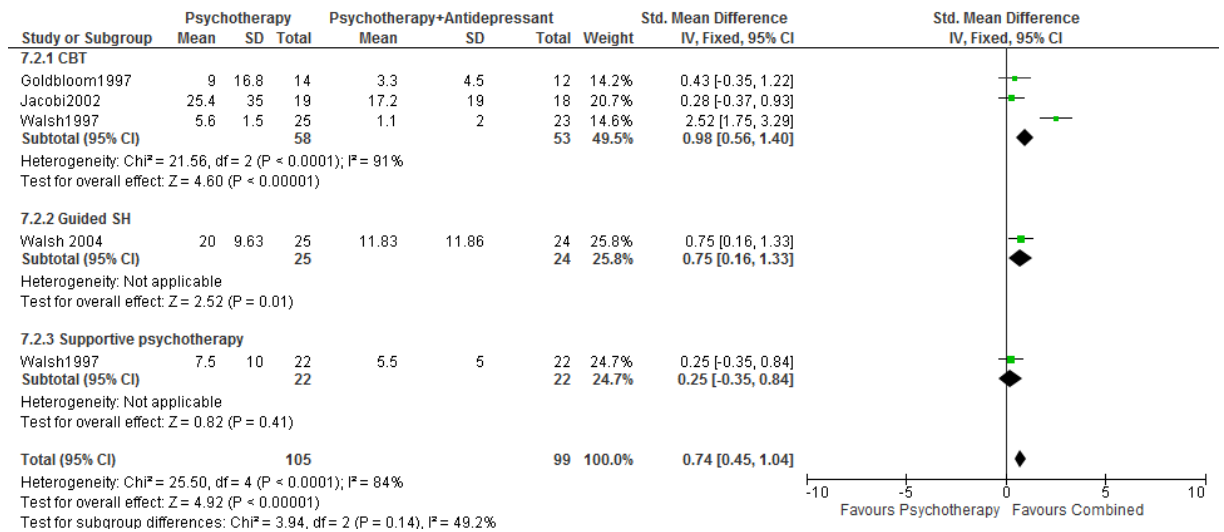 Psychotherapy Psychotherapy+Antidepressant Std. Mean Difference Std. Mean Difference
Study or Subgroup Mean SD Total Mean SD Total Weight IV, Fixed, 95% CI IV, Fixed, 95% CI
7.2.1 CBT
Goldbloom1997 9 16.8 14 3.3 4.5 12 14.2% 0.43 [-0.35, 1.22]
Jacobi2002 25.4 35 19 17.2 19 18 20.7% 0.28 [-0.37, 0.93]
Walsh1997 5.6 1.5 25 1.1 2 23 14.6% 2.52 [1.75, 3.29]
Subtotal (95% CI) 58 53 49.5% 0.98 [0.56, 1.40]
Heterogeneity: Chi² = 21.56, df = 2 (P < 0.0001); I² = 91%
Test for overall effect: Z = 4.60 (P < 0.00001)
7.2.2 Guided SH
Walsh 2004 20 9.63 25 11.83 11.86 24 25.8% 0.75 [0.16, 1.33]
Subtotal (95% CI) 25 24 25.8% 0.75 [0.16, 1.33]
Heterogeneity: Not applicable
Test for overall effect: Z = 2.52 (P = 0.01)
7.2.3 Supportive psychotherapy
Walsh1997 7.5 10 22 5.5 5 22 24.7% 0.25 [-0.35, 0.84]
Subtotal (95% CI) 22 22 24.7% 0.25 [-0.35, 0.84]
Heterogeneity: Not applicable
Test for overall effect: Z = 0.82 (P = 0.41)
Total (95% CI) 105 99 100.0% 0.74 [0.45, 1.04]
Heterogeneity: Chi² = 25.50, df = 4 (P < 0.0001); I² = 84%
Test for overall effect: Z = 4.92 (P < 0.00001)
Test for subgroup differences: Chi² = 3.94, df = 2 (P = 0.14), I² = 49.2%
-10 -5 0 5 10
Favours Psychotherapy Favours Combined